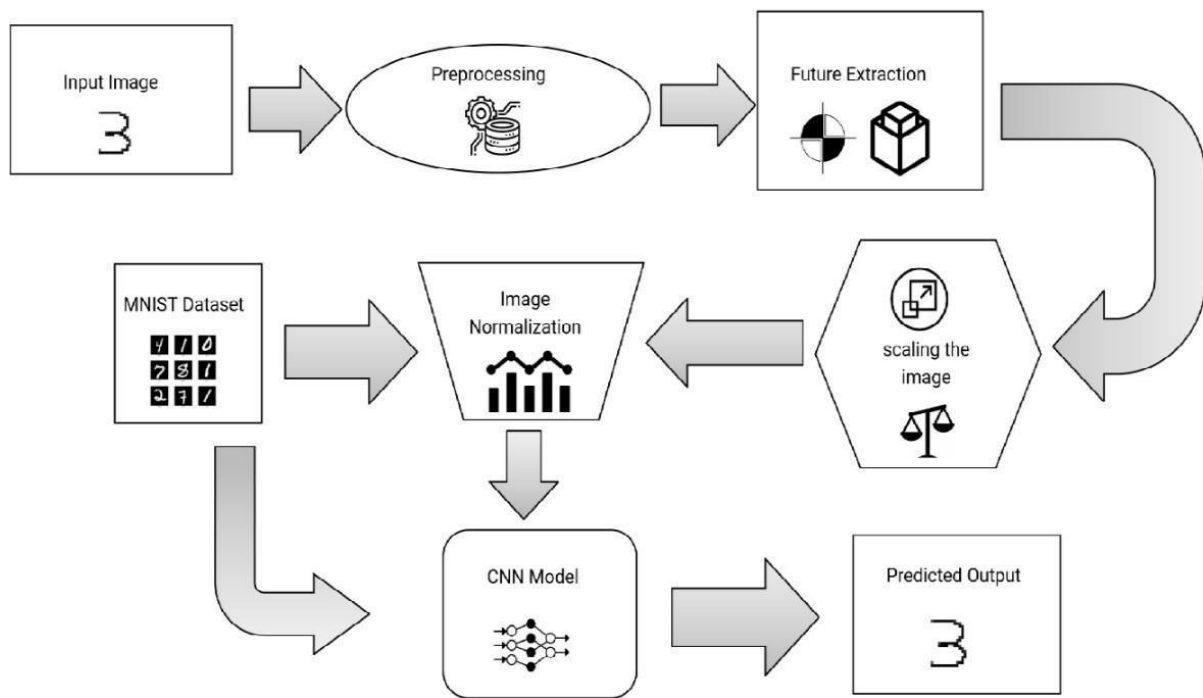 Input Image
3
Preprocessing
Future Extraction
MNIST Dataset
4 1 0
7 8 1
2 7 1
Image
Normalization
scaling the
image
CNN Model
Predicted Output
3